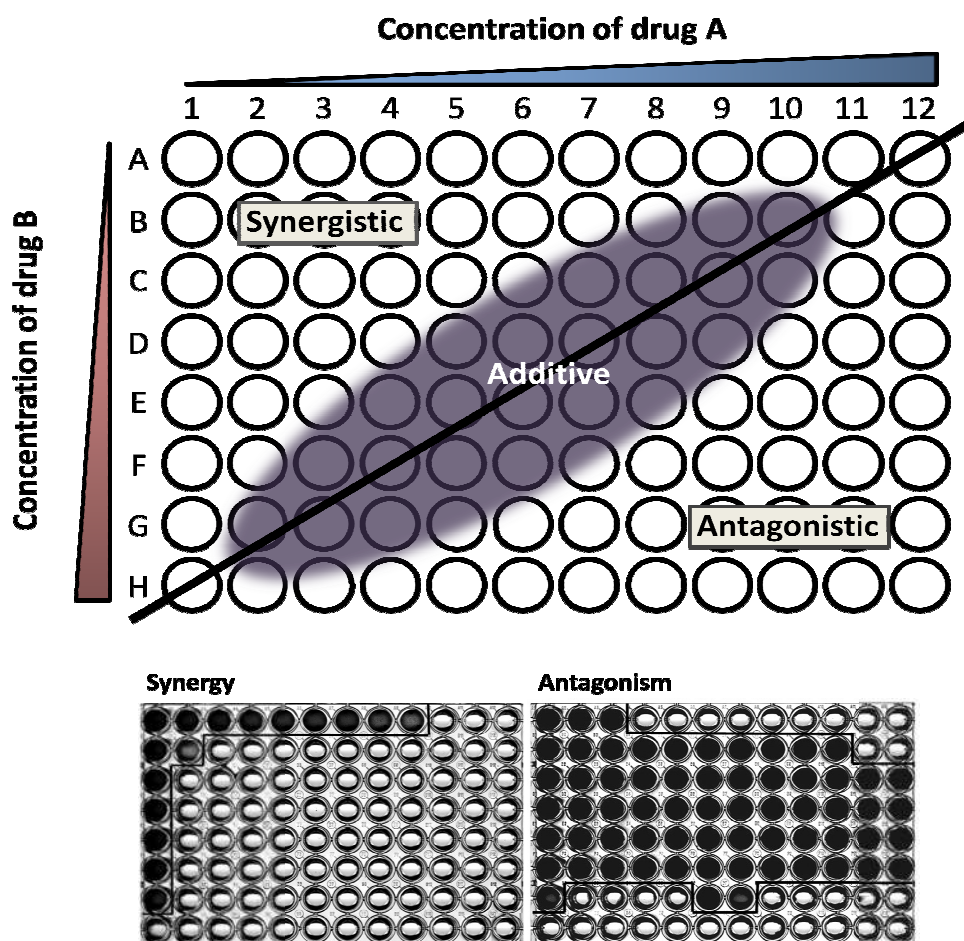 Concentration of drug A
1 2 3 4 5 6 7 8 9 10 11 12
Concentration of drug B
A
B
Synergistic
C
D
Additive
E
F
G
Antagonistic
H
Synergy
Antagonism